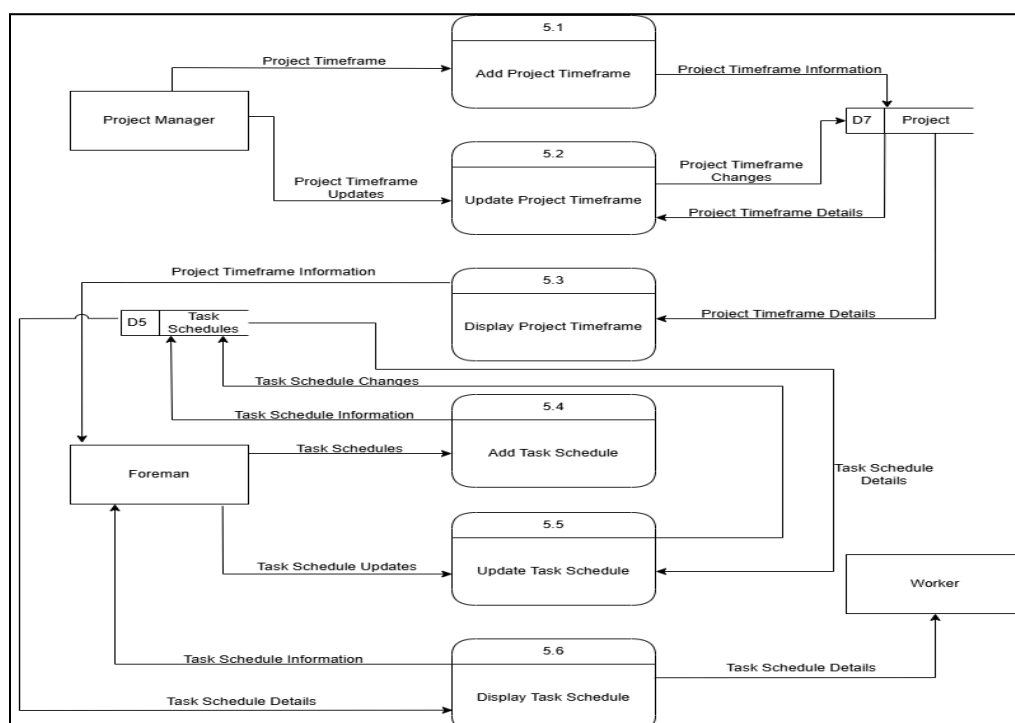 5.1
Project Timeframe
Add Project Timeframe
Project Timeframe Information
Project Manager
D7
Project
5.2
Project Timeframe
Changes
Project Timeframe
Updates
Update Project Timeframe
Project Timeframe Details
Project Timeframe Information
5.3
D5
Task
Schedules
Display Project Timeframe
Project Timeframe Details
Task Schedule Changes
5.4
Task Schedule Information
Task Schedules
Add Task Schedule
Foreman
Task Schedule
Details
5.5
Task Schedule Updates
Update Task Schedule
Worker
5.6
Task Schedule Information
Task Schedule Details
Task Schedule Details
Display Task Schedule